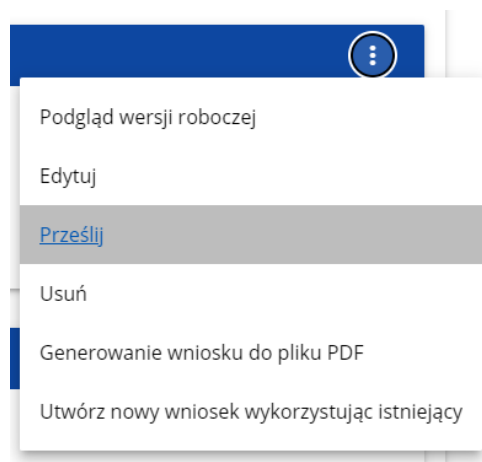 Podgląd wersji roboczej
Edytuj
Prześlij
Usuń
Generowanie wniosku do pliku PDF
Utwórz nowy wniosek wykorzystując istniejący